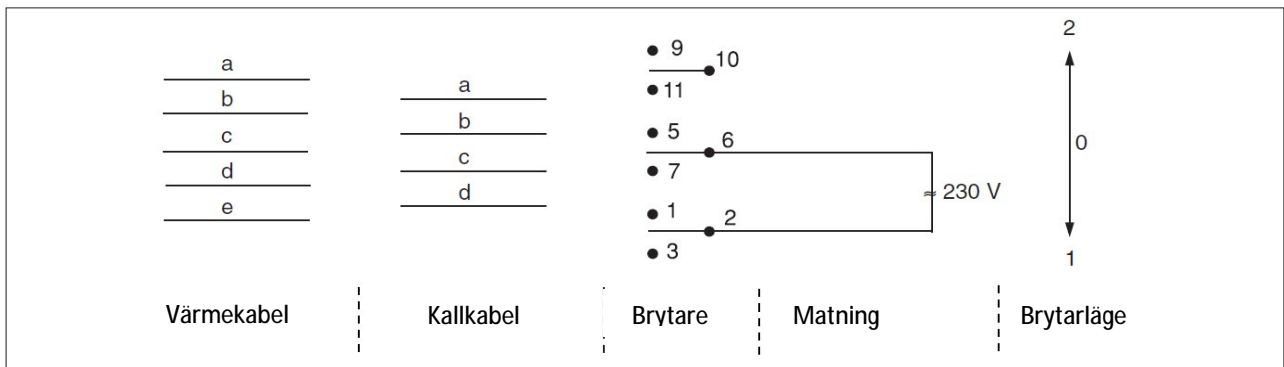 2
9
10
a
11
a
b
b
5
6
c
0
c
7
d
d
≈ 230 V
1
2
e
3
1
Värmekabel
Kallkabel
Brytare
Matning
Brytarläge